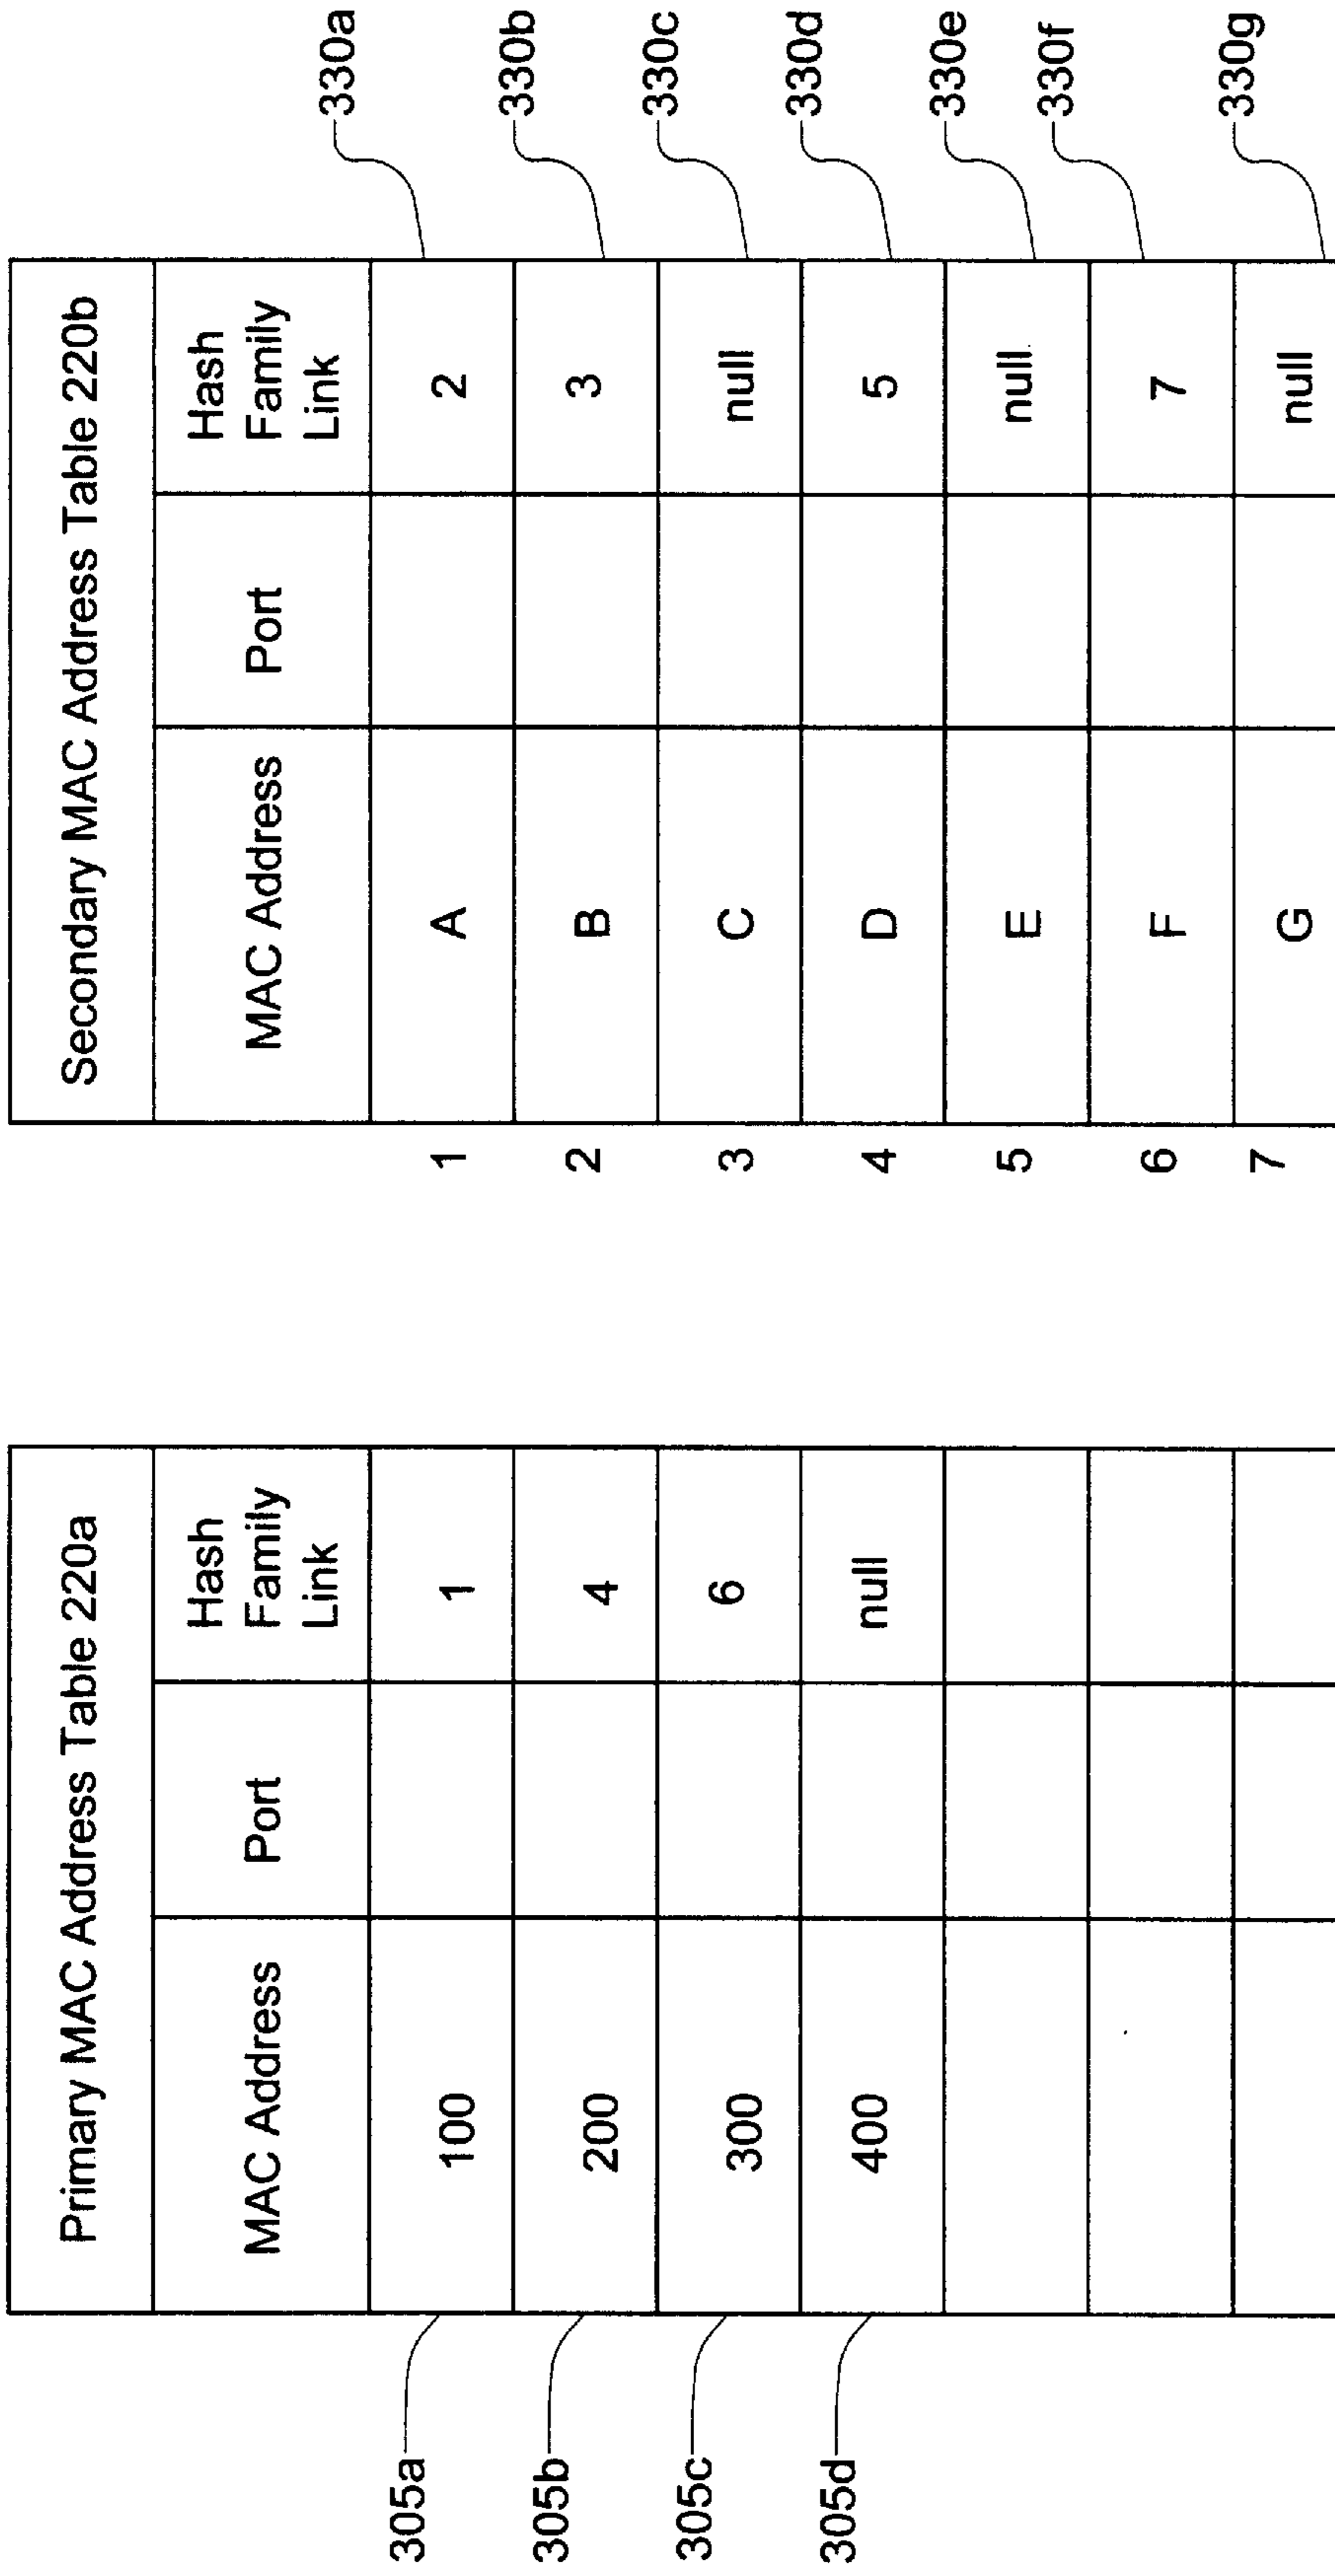 Primary MAC Address Table 220a
MAC Address Port Hash
Family
Link
305a 100 1
305b 200 4
305c 300 6
305d 400 null
Secondary MAC Address Table 220b
MAC Address Port Hash
Family
Link
1 A 2 330a
2 B 3 330b
3 C null 330c
4 D 5 330d
5 E null 330e
6 F 7 330f
7 G null 330g